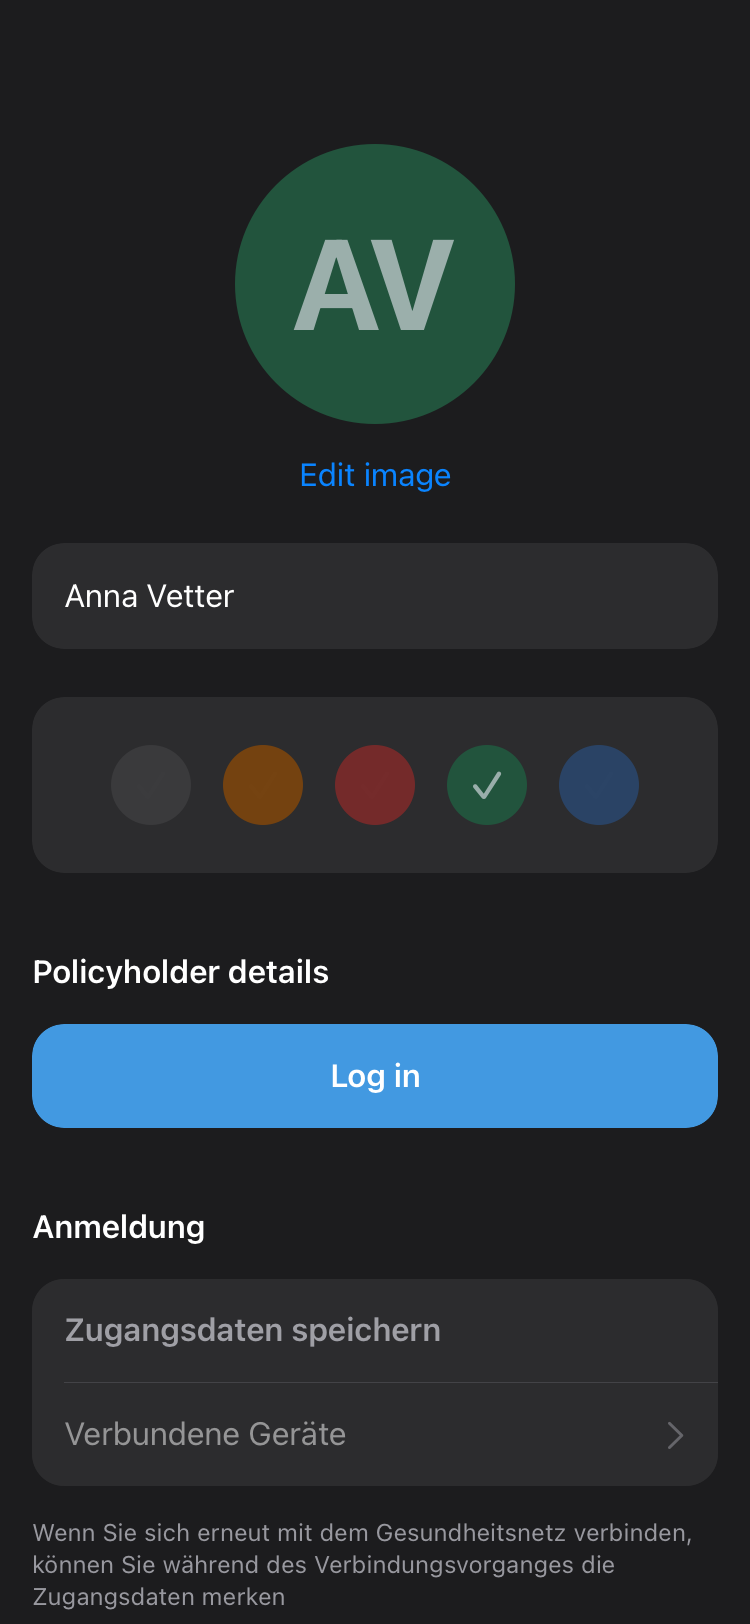 AV
Edit image
Anna Vetter
Policyholder details
Log in
Anmeldung
Zugangsdaten speichern
Verbundene Geräte
Wenn Sie sich erneut mit dem Gesundheitsnetz verbinden,
können Sie während des Verbindungsvorganges die
Zugangsdaten merken